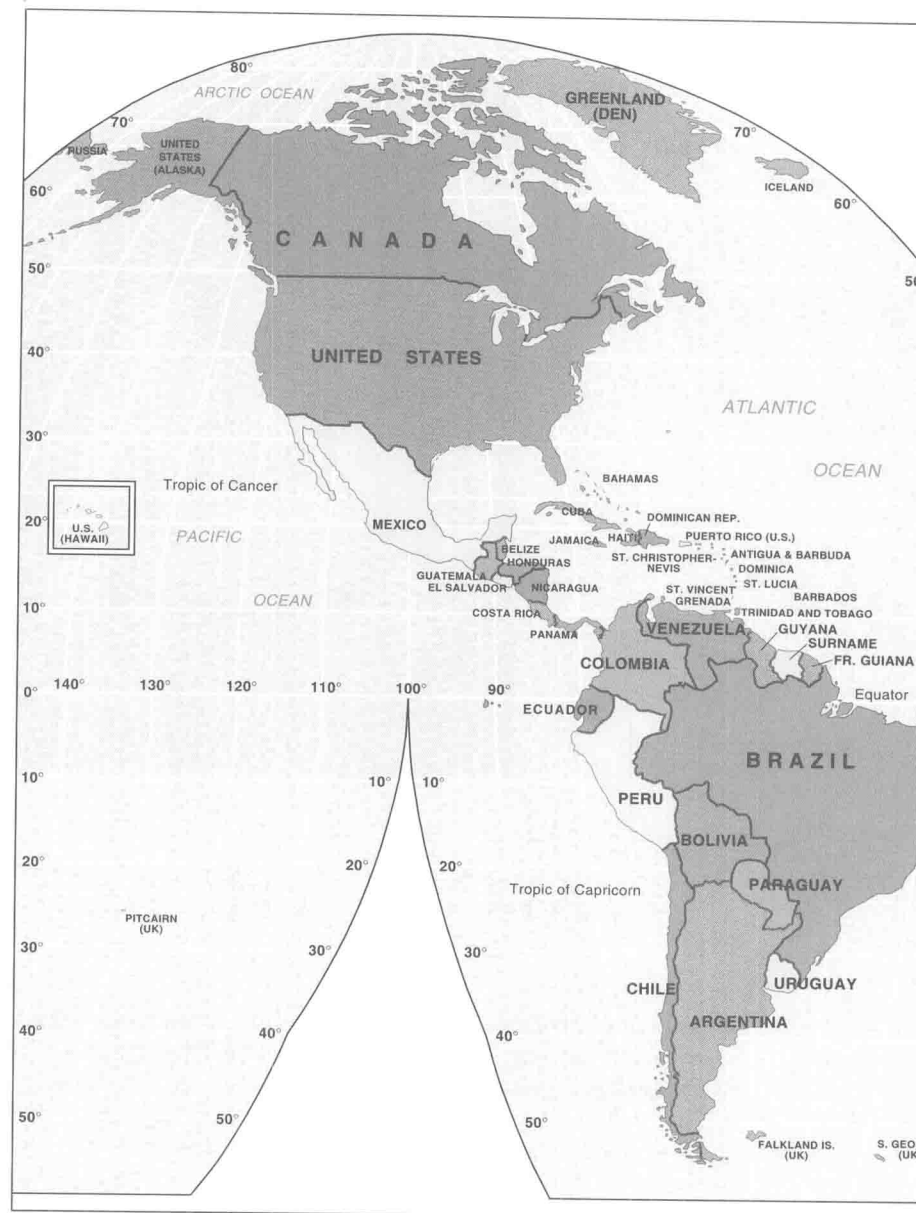 80°
ARCTIC OCEAN
GREENLAND
(DEN)
70°
70°
RUSSIA
UNITED
STATES
(ALASKA)
ICELAND
60°
60°
CANADA
50°
50
40°
UNITED STATES
ATLANTIC
30°
OCEAN
BAHAMAS
Tropic of Cancer
20°
U.S.
(HAWAII)
PACIFIC
MEXICO
CUBA
DOMINICAN REP.
JAMAICA
HAITI
PUERTO RICO (U.S.)
BELIZE
HONDURAS
ST. CHRISTOPHER-
NEVIS
ANTIGUA & BARBUDA
DOMINICA
GUATEMALA
EL SALVADOR
NICARAGUA
ST. LUCIA
ST. VINCENT
GRENADA
BARBADOS
10°
OCEAN
COSTA RICA
TRINIDAD AND TOBAGO
PANAMA
VENEZUELA
GUYANA
SURNAME
COLOMBIA
FR. GUIANA
0°
140°
130°
120°
110°
100°
90°
ECUADOR
Equator
BRAZIL
10°
10°
10°
PERU
BOLIVIA
20°
20°
20°
Tropic of Capricorn
PARAGUAY
PITCAIRN
(UK)
30°
30°
30°
CHILE
URUGUAY
ARGENTINA
40°
40°
40°
50°
50°
50°
FALKLAND IS.
(UK)
S. GEO
(UK